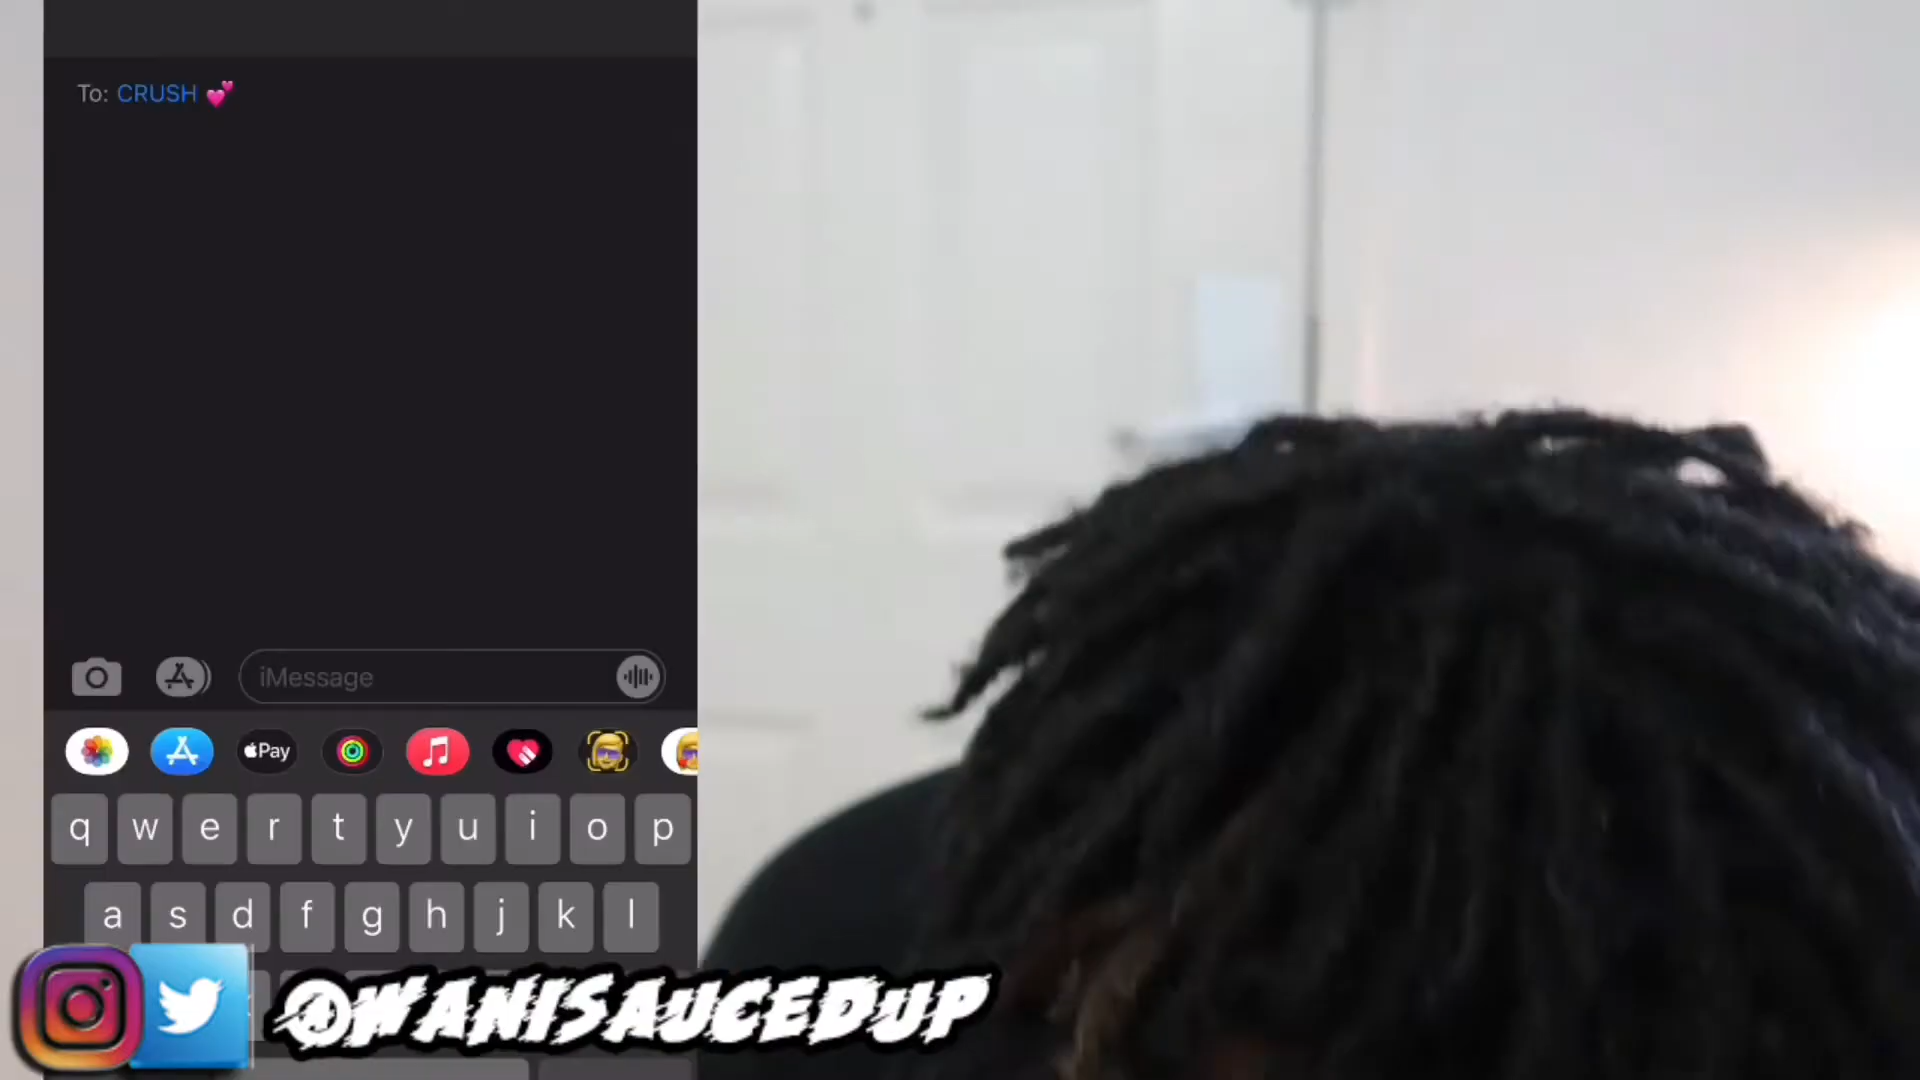 To: CRUSH 💕
iMessage
Pay
q w e r t y u i o p
a s d f g h j k l
@WANISAUCEDUP